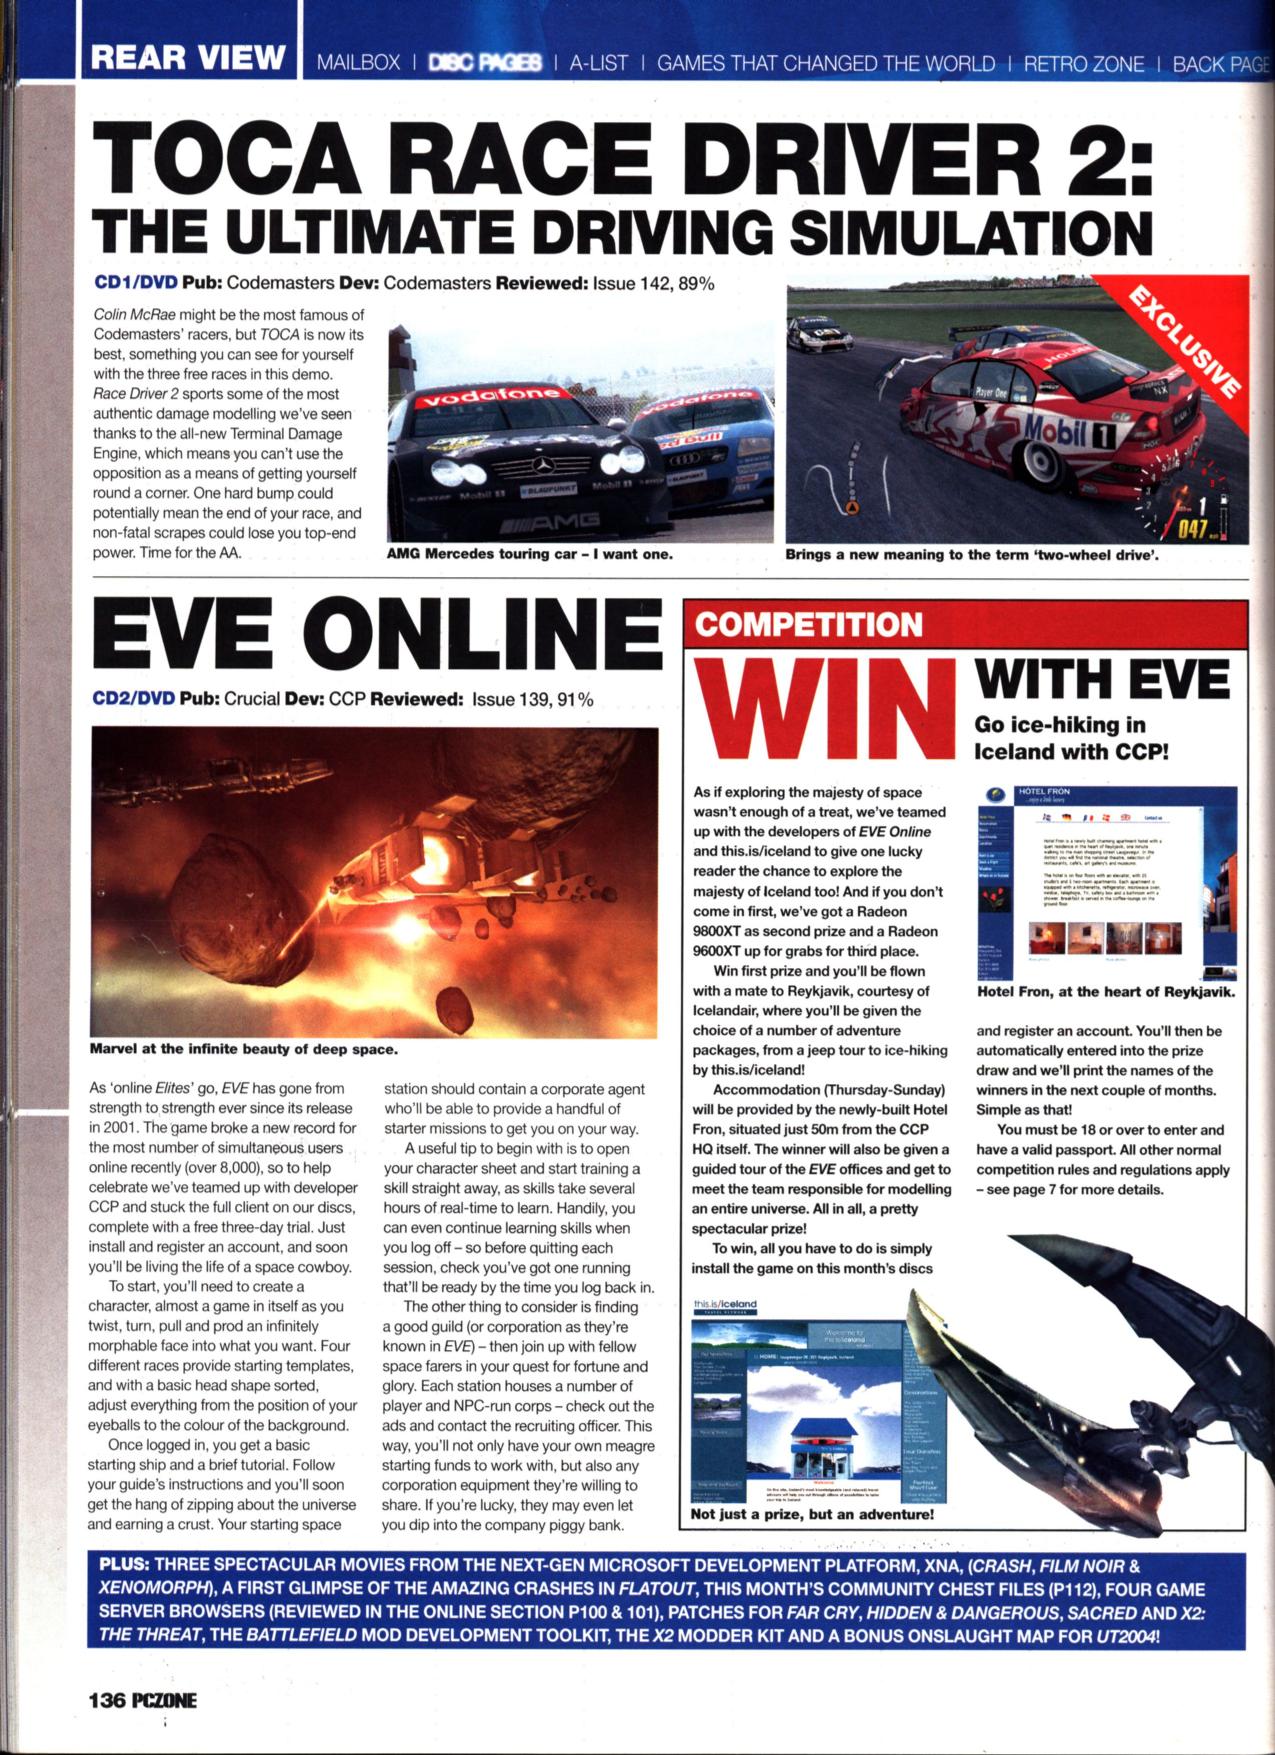 REAR VIEW
MAILBOX | DISC PAGES | A-LIST | GAMES THAT CHANGED THE WORLD | RETRO ZONE | BACK PAGE
TOCA RACE DRIVER 2:
THE ULTIMATE DRIVING SIMULATION
CD1/DVD Pub: Codemasters Dev: Codemasters Reviewed: Issue 142, 89%
Colin McRae might be the most famous of
Codemasters' racers, but TOCA is now its
best, something you can see for yourself
with the three free races in this demo.
Race Driver 2 sports some of the most
authentic damage modelling we've seen
thanks to the all-new Terminal Damage
Engine, which means you can't use the
opposition as a means of getting yourself
round a corner. One hard bump could
potentially mean the end of your race, and
non-fatal scrapes could lose you top-end
power. Time for the AA.
vodafone
vodafone
Red Bull
Mobil 1
BLAUPUNKT
Mobil 1
AMG
AMG Mercedes touring car – I want one.
EXCLUSIVE
HOLDEN
Player One
NX
Mobil 1
1
047
Brings a new meaning to the term 'two-wheel drive'.
EVE ONLINE
CD2/DVD Pub: Crucial Dev: CCP Reviewed: Issue 139, 91%
Marvel at the infinite beauty of deep space.
As 'online Elites' go, EVE has gone from
strength to strength ever since its release
in 2001. The game broke a new record for
the most number of simultaneous users
online recently (over 8,000), so to help
celebrate we've teamed up with developer
CCP and stuck the full client on our discs,
complete with a free three-day trial. Just
install and register an account, and soon
you'll be living the life of a space cowboy.
To start, you'll need to create a
character, almost a game in itself as you
twist, turn, pull and prod an infinitely
morphable face into what you want. Four
different races provide starting templates,
and with a basic head shape sorted,
adjust everything from the position of your
eyeballs to the color of the background.
Once logged in, you get a basic
starting ship and a brief tutorial. Follow
your guide's instructions and you'll soon
get the hang of zipping about the universe
and earning a crust. Your starting space
station should contain a corporate agent
who'll be able to provide a handful of
starter missions to get you on your way.
A useful tip to begin with is to open
your character sheet and start training a
skill straight away, as skills take several
hours of real-time to learn. Handily, you
can even continue learning skills when
you log off – so before quitting each
session, check you've got one running
that'll be ready by the time you log back in.
The other thing to consider is finding
a good guild (or corporation as they're
known in EVE) – then join up with fellow
space farers in your quest for fortune and
glory. Each station houses a number of
player and NPC-run corps – check out the
ads and contact the recruiting officer. This
way, you'll not only have your own meagre
starting funds to work with, but also any
corporation equipment they're willing to
share. If you're lucky, they may even let
you dip into the company piggy bank.
COMPETITION
WIN WITH EVE
Go ice-hiking in
Iceland with CCP!
As if exploring the majesty of space
wasn't enough of a treat, we've teamed
up with the developers of EVE Online
and this.is/iceland to give one lucky
reader the chance to explore the
majesty of Iceland too! And if you don't
come in first, we've got a Radeon
9800XT as second prize and a Radeon
9600XT up for grabs for third place.
Win first prize and you'll be flown
with a mate to Reykjavik, courtesy of
Icelandair, where you'll be given the
choice of a number of adventure
packages, from a jeep tour to ice-hiking
by this.is/iceland!
Accommodation (Thursday-Sunday)
will be provided by the newly-built Hotel
Fron, situated just 50m from the CCP
HQ itself. The winner will also be given a
guided tour of the EVE offices and get to
meet the team responsible for modelling
an entire universe. All in all, a pretty
spectacular prize!
To win, all you have to do is simply
install the game on this month's discs
HÓTEL FRÓN
Contact us
Hotel Fron, at the heart of Reykjavik.
and register an account. You'll then be
automatically entered into the prize
draw and we'll print the names of the
winners in the next couple of months.
Simple as that!
You must be 18 or over to enter and
have a valid passport. All other normal
competition rules and regulations apply
– see page 7 for more details.
this.is/iceland
TRAVEL NETWORK
Not just a prize, but an adventure!
PLUS: THREE SPECTACULAR MOVIES FROM THE NEXT-GEN MICROSOFT DEVELOPMENT PLATFORM, XNA, (CRASH, FILM NOIR &
XENOMORPH), A FIRST GLIMPSE OF THE AMAZING CRASHES IN FLATOUT, THIS MONTH'S COMMUNITY CHEST FILES (P112), FOUR GAME
SERVER BROWSERS (REVIEWED IN THE ONLINE SECTION P100 & 101), PATCHES FOR FAR CRY, HIDDEN & DANGEROUS, SACRED AND X2:
THE THREAT, THE BATTLEFIELD MOD DEVELOPMENT TOOLKIT, THE X2 MODDER KIT AND A BONUS ONSLAUGHT MAP FOR UT2004!
136 PCZONE